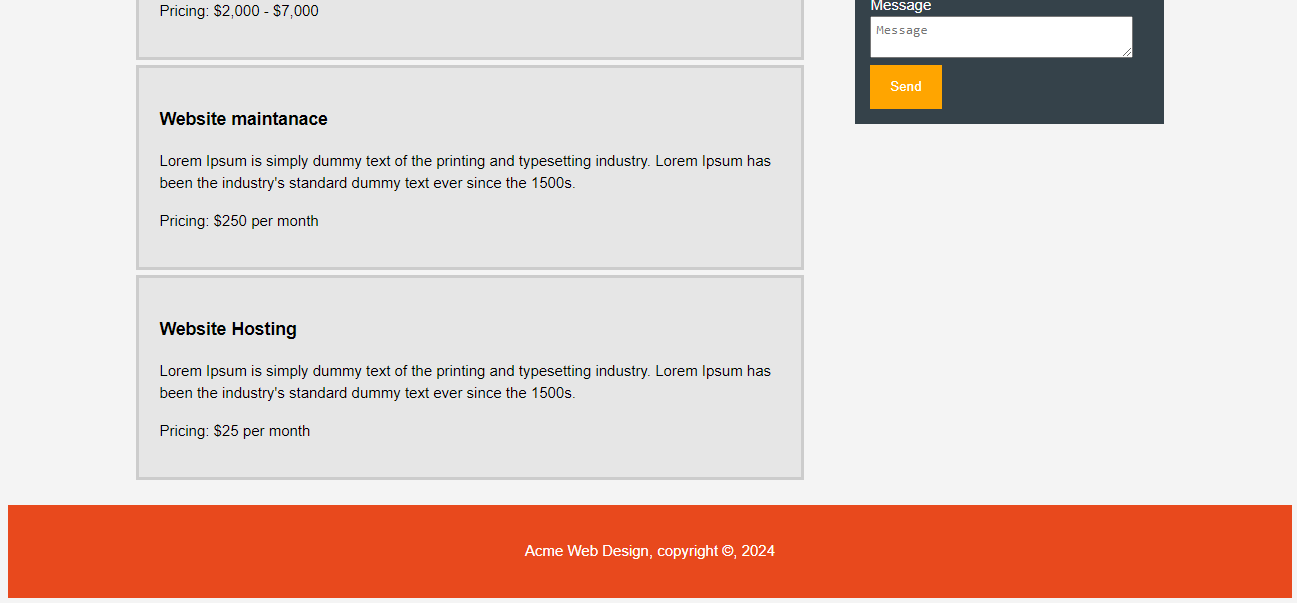 Pricing: $2,000 - $7,000
Website maintanace
Lorem Ipsum is simply dummy text of the printing and typesetting industry. Lorem Ipsum has
been the industry's standard dummy text ever since the 1500s.
Pricing: $250 per month
Website Hosting
Lorem Ipsum is simply dummy text of the printing and typesetting industry. Lorem Ipsum has
been the industry's standard dummy text ever since the 1500s.
Pricing: $25 per month
Message
Message
Send
Acme Web Design, copyright ©, 2024